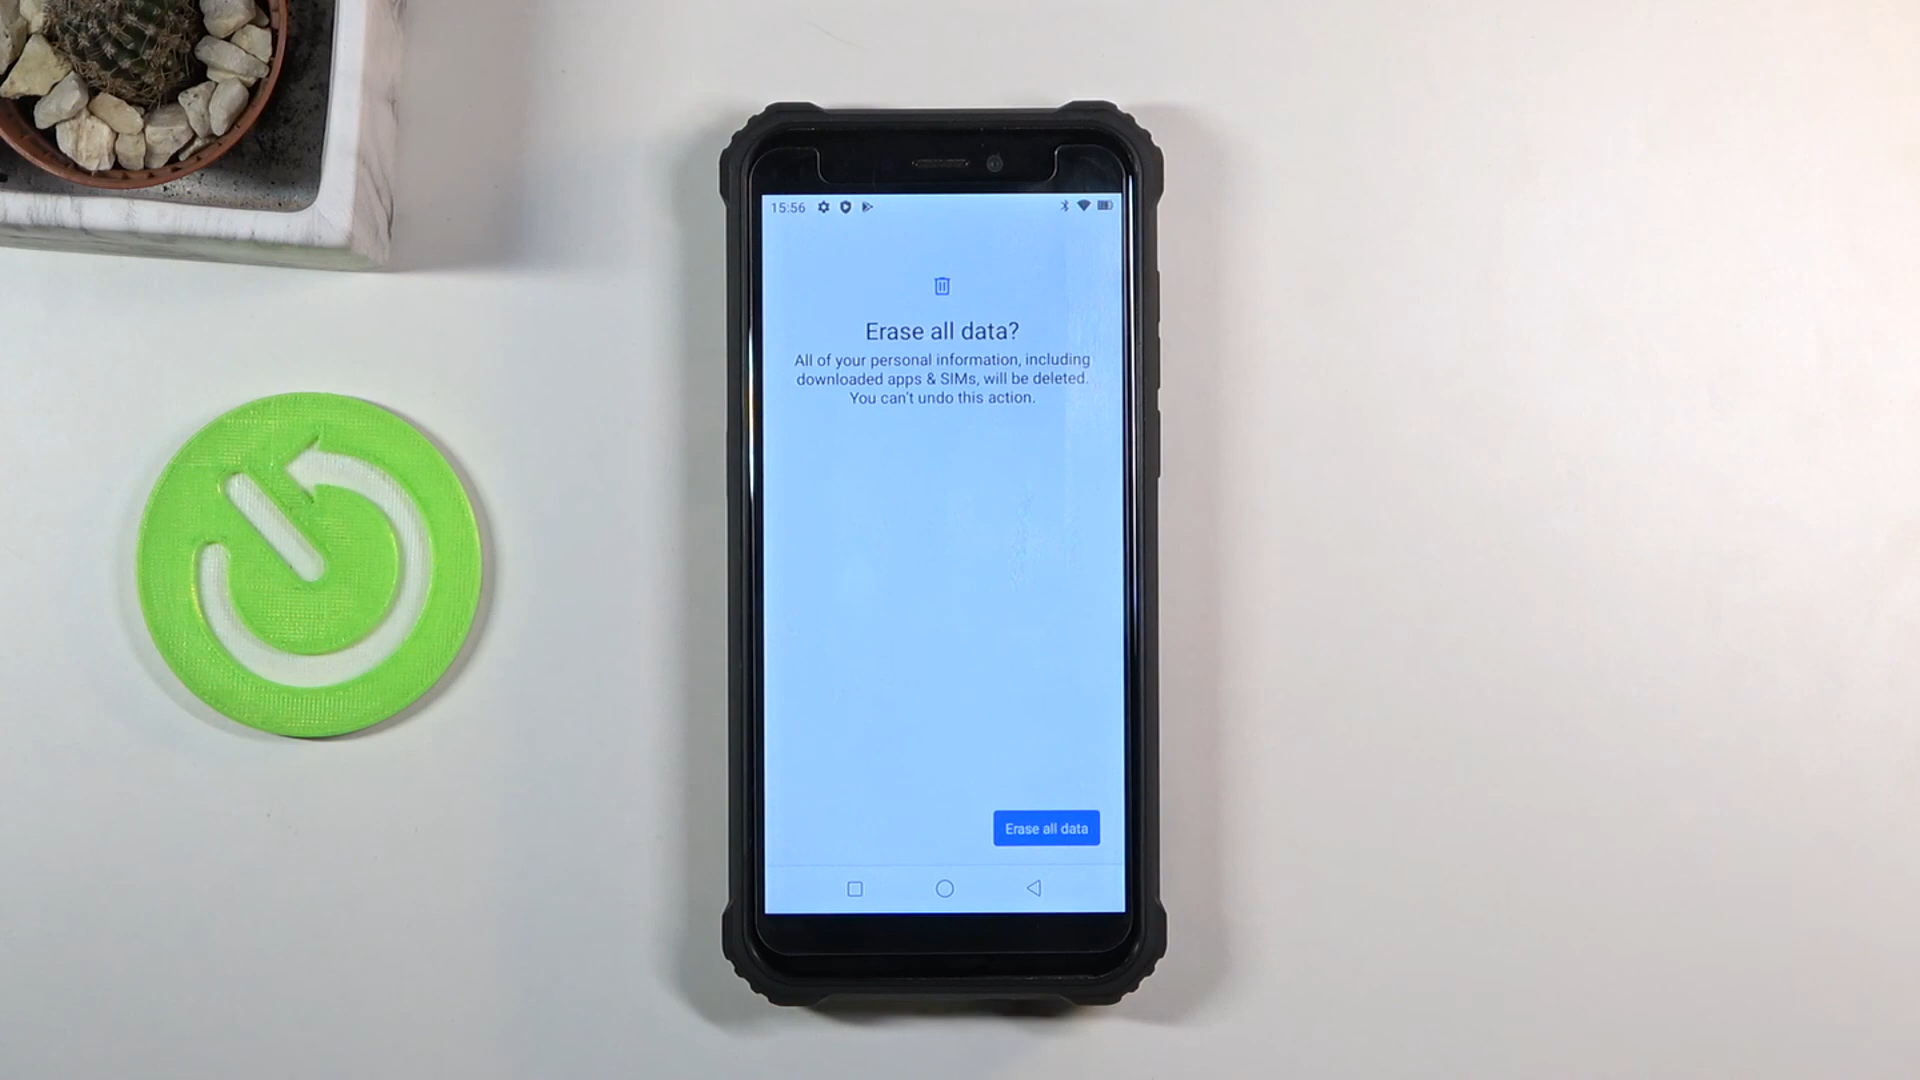 15:56
Erase all data?
All of your personal information, including
downloaded apps & SIMs, will be deleted.
You can't undo this action.
Erase all data